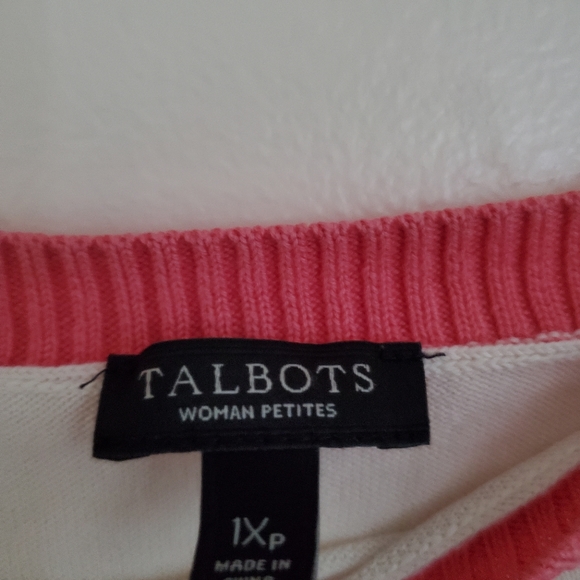 TALBOTS
WOMAN PETITES
1XP
MADE IN